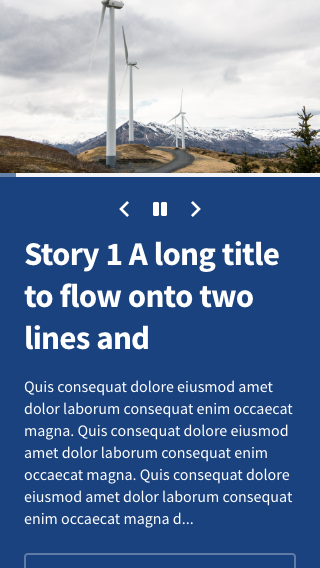 Story 1 A long title
to flow onto two
lines and
Quis consequat dolore eiusmod amet
dolor laborum consequat enim occaecat
magna. Quis consequat dolore eiusmod
amet dolor laborum consequat enim
occaecat magna. Quis consequat dolore
eiusmod amet dolor laborum consequat
enim occaecat magna d...